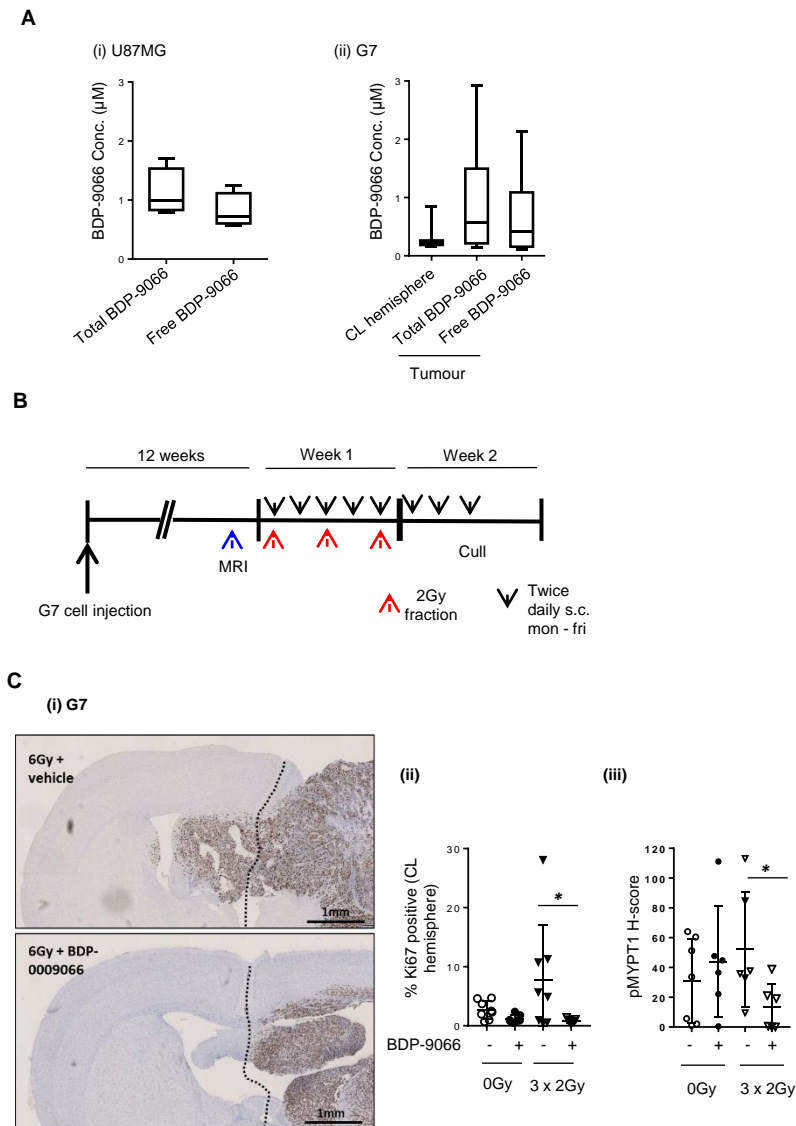 A
(i) U87MG
BDP-9066 Conc. (µM)
3
2
1
0
Total BDP-9066
Free BDP-9066
(ii) G7
BDP-9066 Conc. (µM)
3
2
1
0
CL hemisphere
Total BDP-9066
Free BDP-9066
Tumour
B
12 weeks
Week 1
Week 2
MRI
Cull
G7 cell injection
2Gy
fraction
Twice
daily s.c.
mon - fri
C
(i) G7
6Gy +
vehicle
1mm
6Gy + BDP-
0009066
1mm
(ii)
% Ki67 positive (CL
hemisphere)
30
20
10
0
*
BDP-9066
- + - +
0Gy
3 x 2Gy
(iii)
pMYPT1 H-score
120
100
80
60
40
20
0
*
- + - +
0Gy
3 x 2Gy